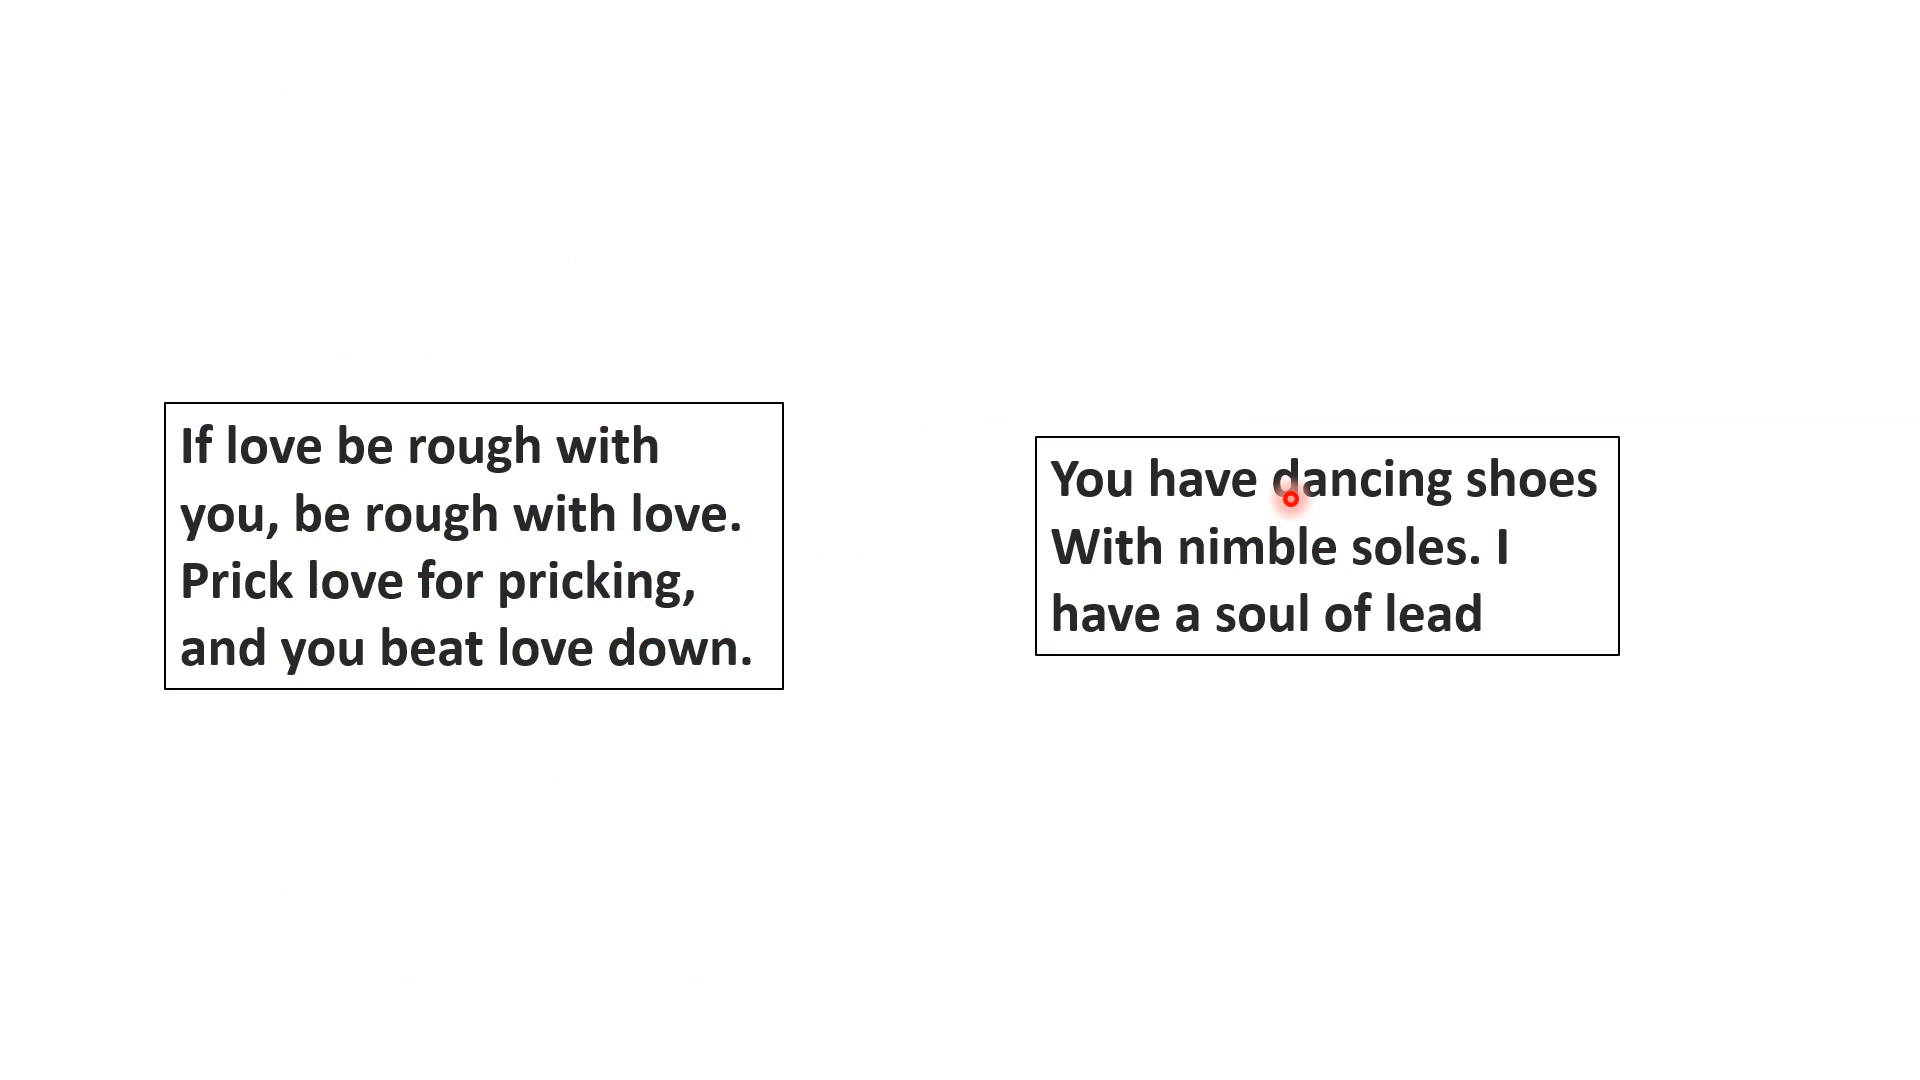 If love be rough with
you, be rough with love.
Prick love for pricking,
and you beat love down.
You have dancing shoes
With nimble soles. I
have a soul of lead